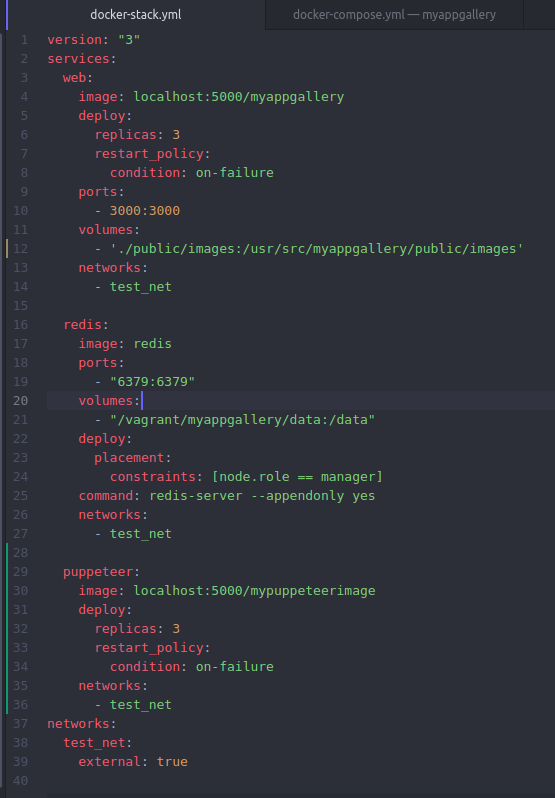 docker-stack.yml docker-compose.yml — myappgallery
1 version: "3"
2 services:
3   web:
4     image: localhost:5000/myappgallery
5     deploy:
6       replicas: 3
7       restart_policy:
8         condition: on-failure
9     ports:
10       - 3000:3000
11     volumes:
12       - './public/images:/usr/src/myappgallery/public/images'
13     networks:
14       - test_net
15
16   redis:
17     image: redis
18     ports:
19       - "6379:6379"
20     volumes:
21       - "/vagrant/myappgallery/data:/data"
22     deploy:
23       placement:
24         constraints: [node.role == manager]
25     command: redis-server --appendonly yes
26     networks:
27       - test_net
28
29   puppeteer:
30     image: localhost:5000/mypuppeteerimage
31     deploy:
32       replicas: 3
33       restart_policy:
34         condition: on-failure
35     networks:
36       - test_net
37 networks:
38   test_net:
39     external: true
40